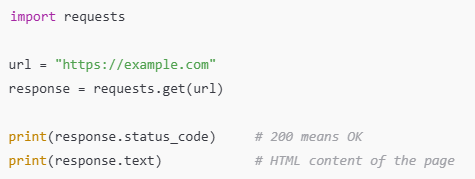 import requests
url = "https://example.com"
response = requests.get(url)
print(response.status_code)     # 200 means OK
print(response.text)            # HTML content of the page